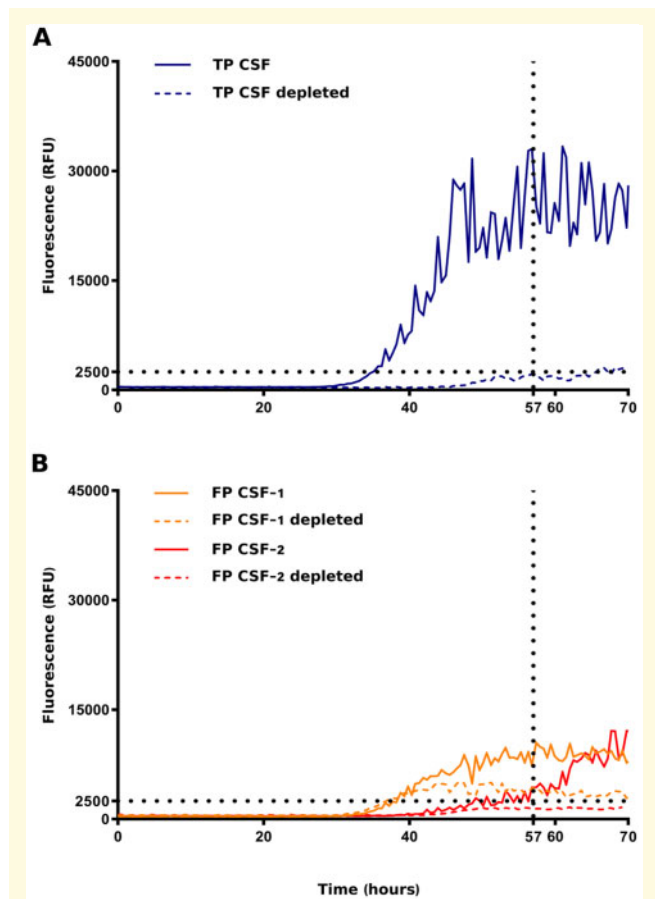 A
45000
TP CSF
TP CSF depleted
30000
Fluorescence (RFU)
15000
2500
0
0 20 40 57 60 70
B
45000
FP CSF-1
FP CSF-1 depleted
FP CSF-2
FP CSF-2 depleted
30000
Fluorescence (RFU)
15000
2500
0
0 20 40 57 60 70
Time (hours)